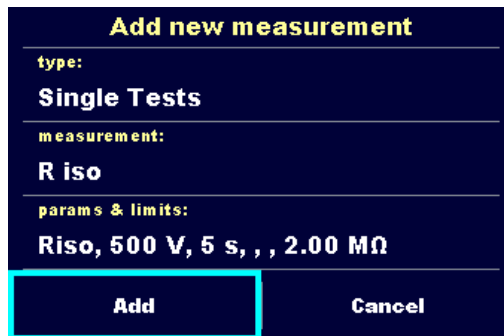 Add new measurement
type:
Single Tests
measurement:
R iso
params & limits:
Riso, 500 V, 5 s, , , 2.00 MΩ
Add Cancel